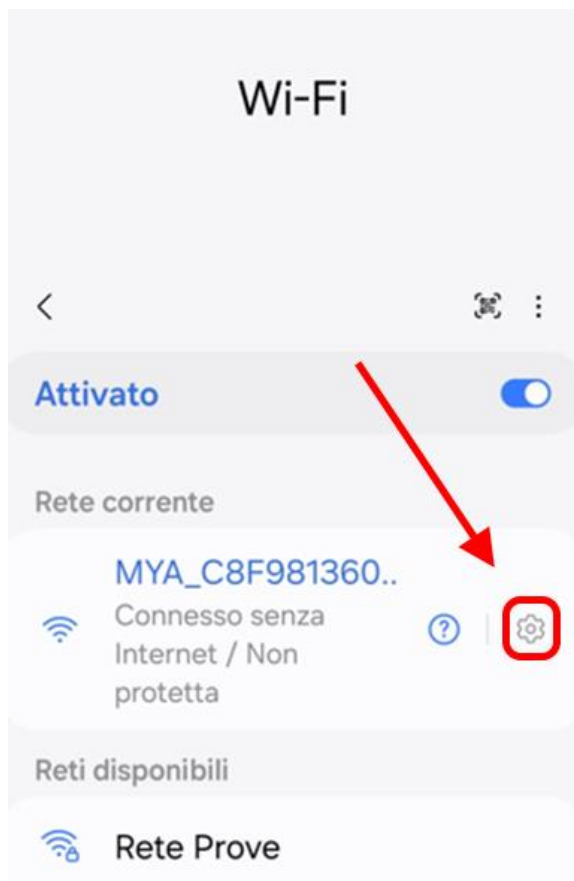 Wi-Fi
Attivato
Rete corrente
MYA_C8F981360..
Connesso senza
Internet / Non
protetta
Reti disponibili
Rete Prove